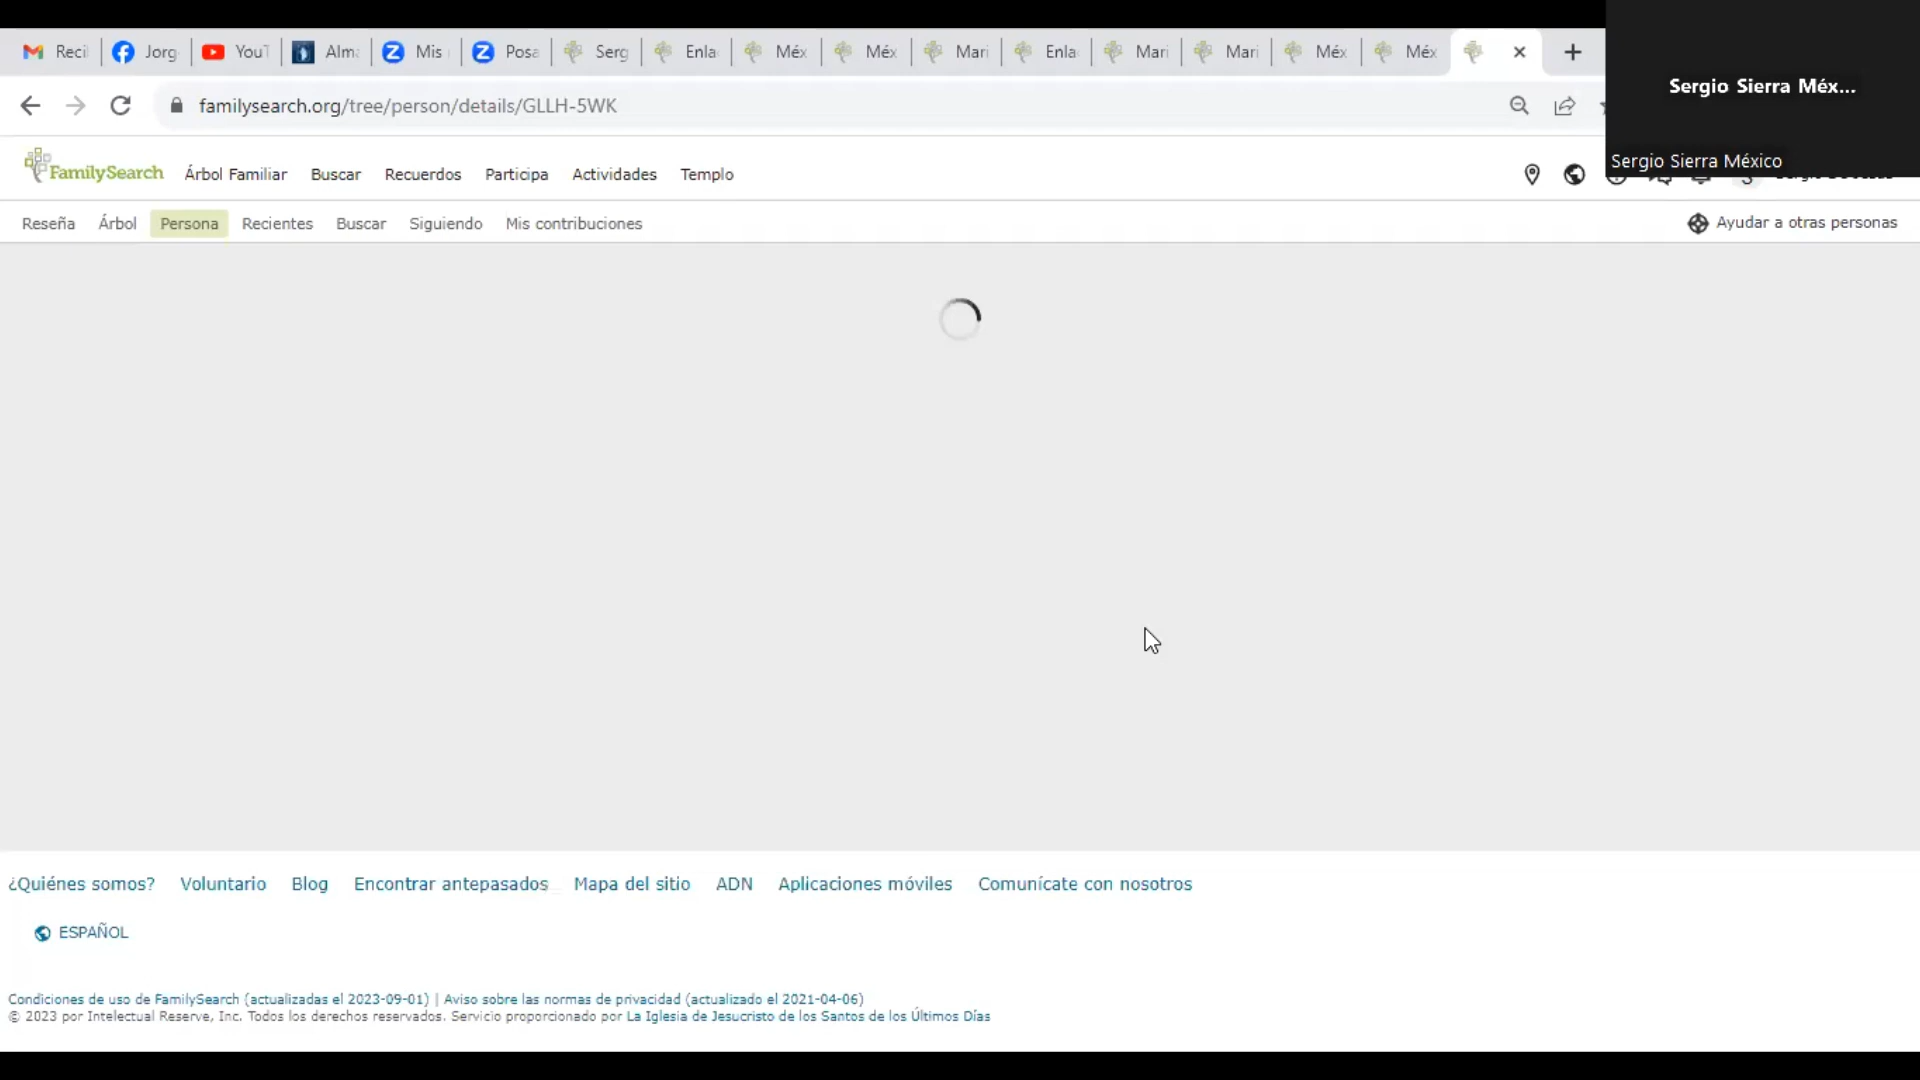 Reci Jorg YouT Alma Mis Posa Serg Enla Méx Méx Mari Enla Mari Mari Méx Méx
Sergio Sierra Méx...
familysearch.org/tree/person/details/GLLH-5WK
Sergio Sierra México
FamilySearch Árbol Familiar Buscar Recuerdos Participa Actividades Templo
Reseña Árbol Persona Recientes Buscar Siguiendo Mis contribuciones Ayudar a otras personas
¿Quiénes somos? Voluntario Blog Encontrar antepasados Mapa del sitio ADN Aplicaciones móviles Comunícate con nosotros
ESPAÑOL
Condiciones de uso de FamilySearch (actualizadas el 2023-09-01) | Aviso sobre las normas de privacidad (actualizado el 2021-04-06)
© 2023 por Intelectual Reserve, Inc. Todos los derechos reservados. Servicio proporcionado por La Iglesia de Jesucristo de los Santos de los Últimos Días